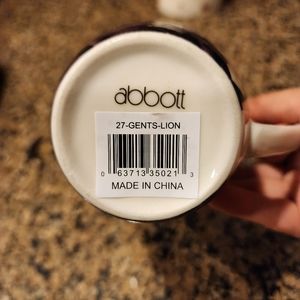 abbott
27-GENTS-LION
0 63713 35021 3
MADE IN CHINA